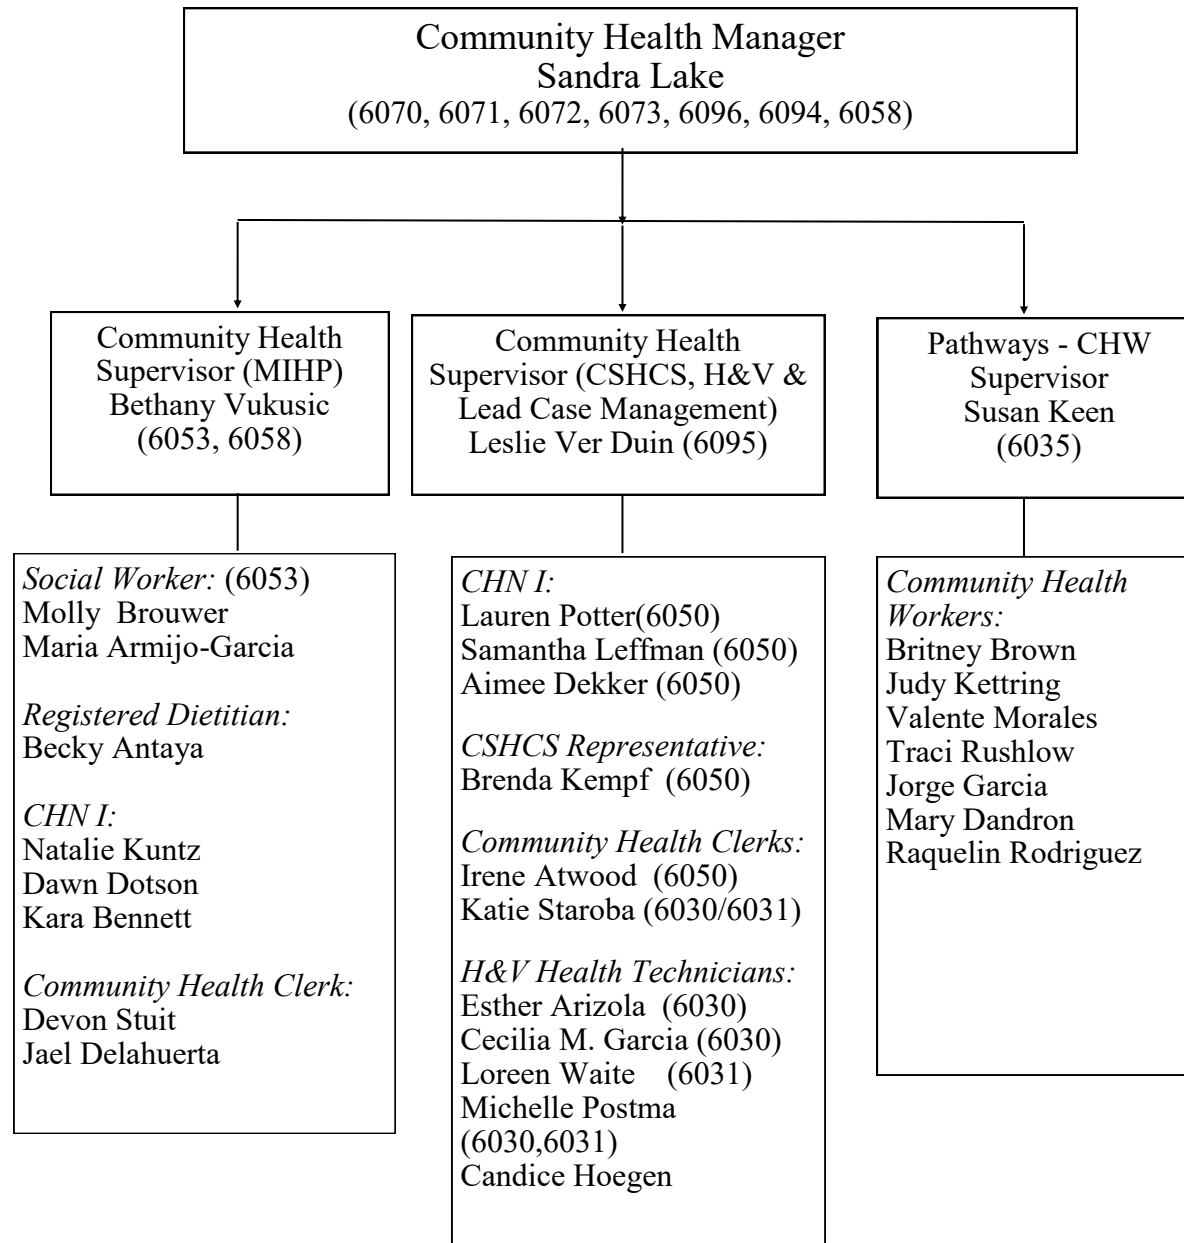 Community Health Manager
Sandra Lake
(6070, 6071, 6072, 6073, 6096, 6094, 6058)
Community Health
Supervisor (MIHP)
Bethany Vukusic
(6053, 6058)
Community Health
Supervisor (CSHCS, H&V &
Lead Case Management)
Leslie Ver Duin (6095)
Pathways - CHW
Supervisor
Susan Keen
(6035)
Social Worker: (6053)
Molly Brouwer
Maria Armijo-Garcia
Registered Dietitian:
Becky Antaya
CHN I:
Natalie Kuntz
Dawn Dotson
Kara Bennett
Community Health Clerk:
Devon Stuit
Jael Delahuerta
CHN I:
Lauren Potter(6050)
Samantha Leffman (6050)
Aimee Dekker (6050)
CSHCS Representative:
Brenda Kempf (6050)
Community Health Clerks:
Irene Atwood (6050)
Katie Staroba (6030/6031)
H&V Health Technicians:
Esther Arizola (6030)
Cecilia M. Garcia (6030)
Loreen Waite (6031)
Michelle Postma
(6030,6031)
Candice Hoegen
Community Health
Workers:
Britney Brown
Judy Kettring
Valente Morales
Traci Rushlow
Jorge Garcia
Mary Dandron
Raquelin Rodriguez